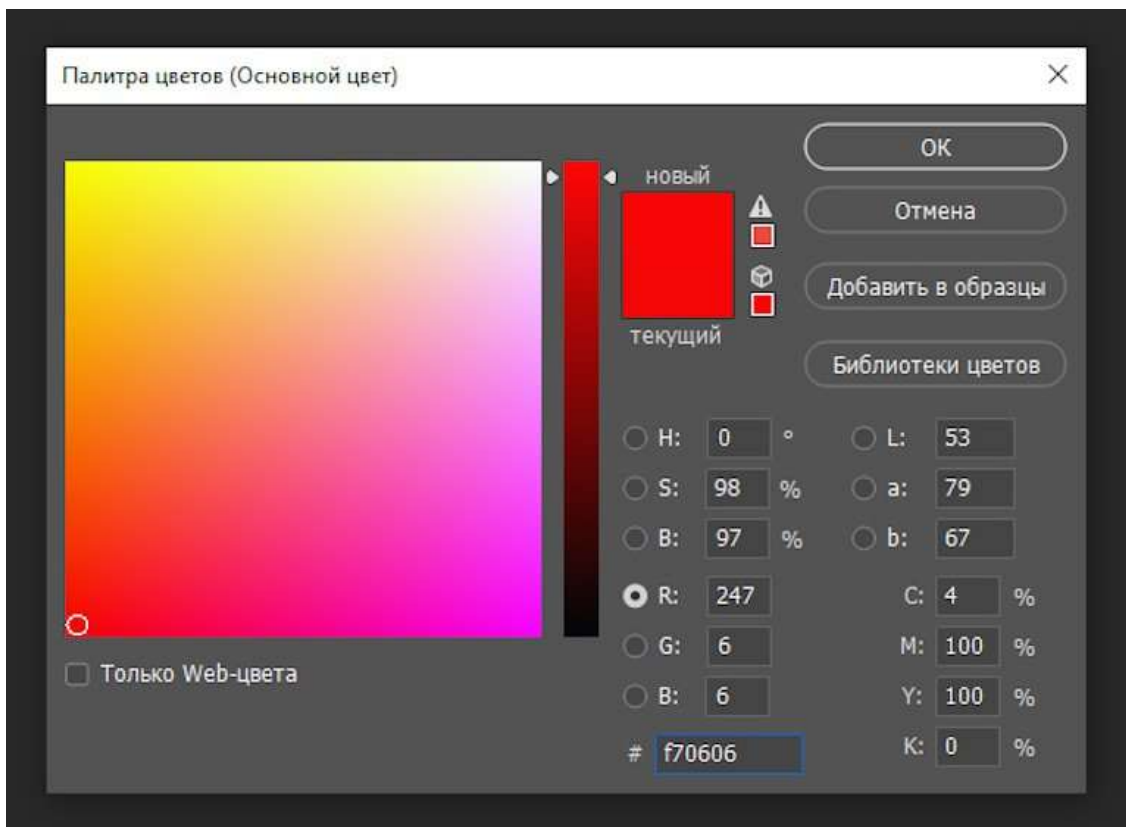 Палитра цветов (Основной цвет)
новый
текущий
ОК
Отмена
Добавить в образцы
Библиотеки цветов
H: 0 °
S: 98 %
B: 97 %
R: 247
G: 6
B: 6
# f70606
L: 53
a: 79
b: 67
C: 4 %
M: 100 %
Y: 100 %
K: 0 %
Только Web-цвета